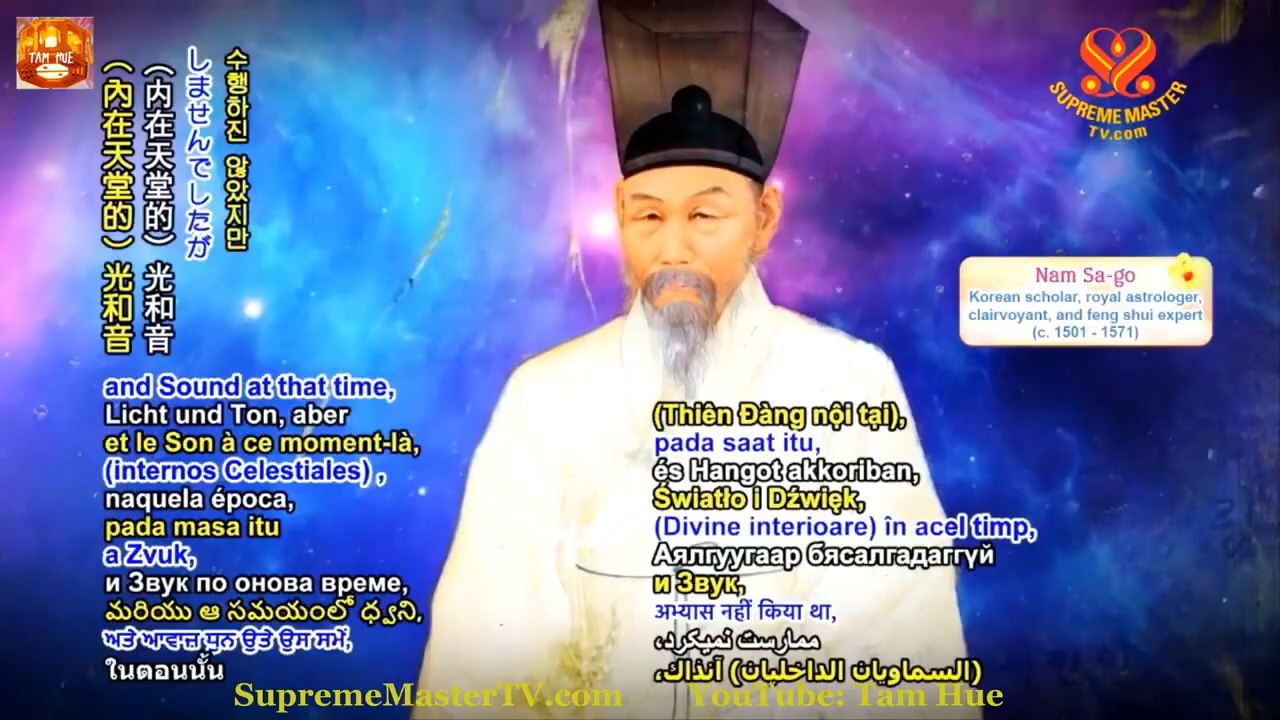 TAM HUE
수행하진 않았지만
しませんでしたが
（内在天堂的）光和音
（內在天堂的）光和音
SUPREME MASTER
TV.com
Nam Sa-go
Korean scholar, royal astrologer,
clairvoyant, and feng shui expert
(c. 1501 - 1571)
and Sound at that time,
Licht und Ton, aber
et le Son à ce moment-là,
(internos Celestiales) ,
naquela época,
pada masa itu
a Zvuk,
и Звук по онова време,
మరియు ఆ సమయంలో ధ్వని,
ਅਤੇ ਆਵਾਜ਼ ਧੁਨ ਉਤੇ ਉਸ ਸਮੇਂ,
ในตอนนั้น
(Thiên Đàng nội tại),
pada saat itu,
és Hangot akkoriban,
Światło i Dźwięk,
(Divine interioare) în acel timp,
Аялгуугаар бясалгадаггүй
и Звук,
अभ्यास नहीं किया था,
ممارست نمیکرد،
(السماويان الداخليان) آنذاك،
SupremeMasterTV.com
YouTube: Tam Hue